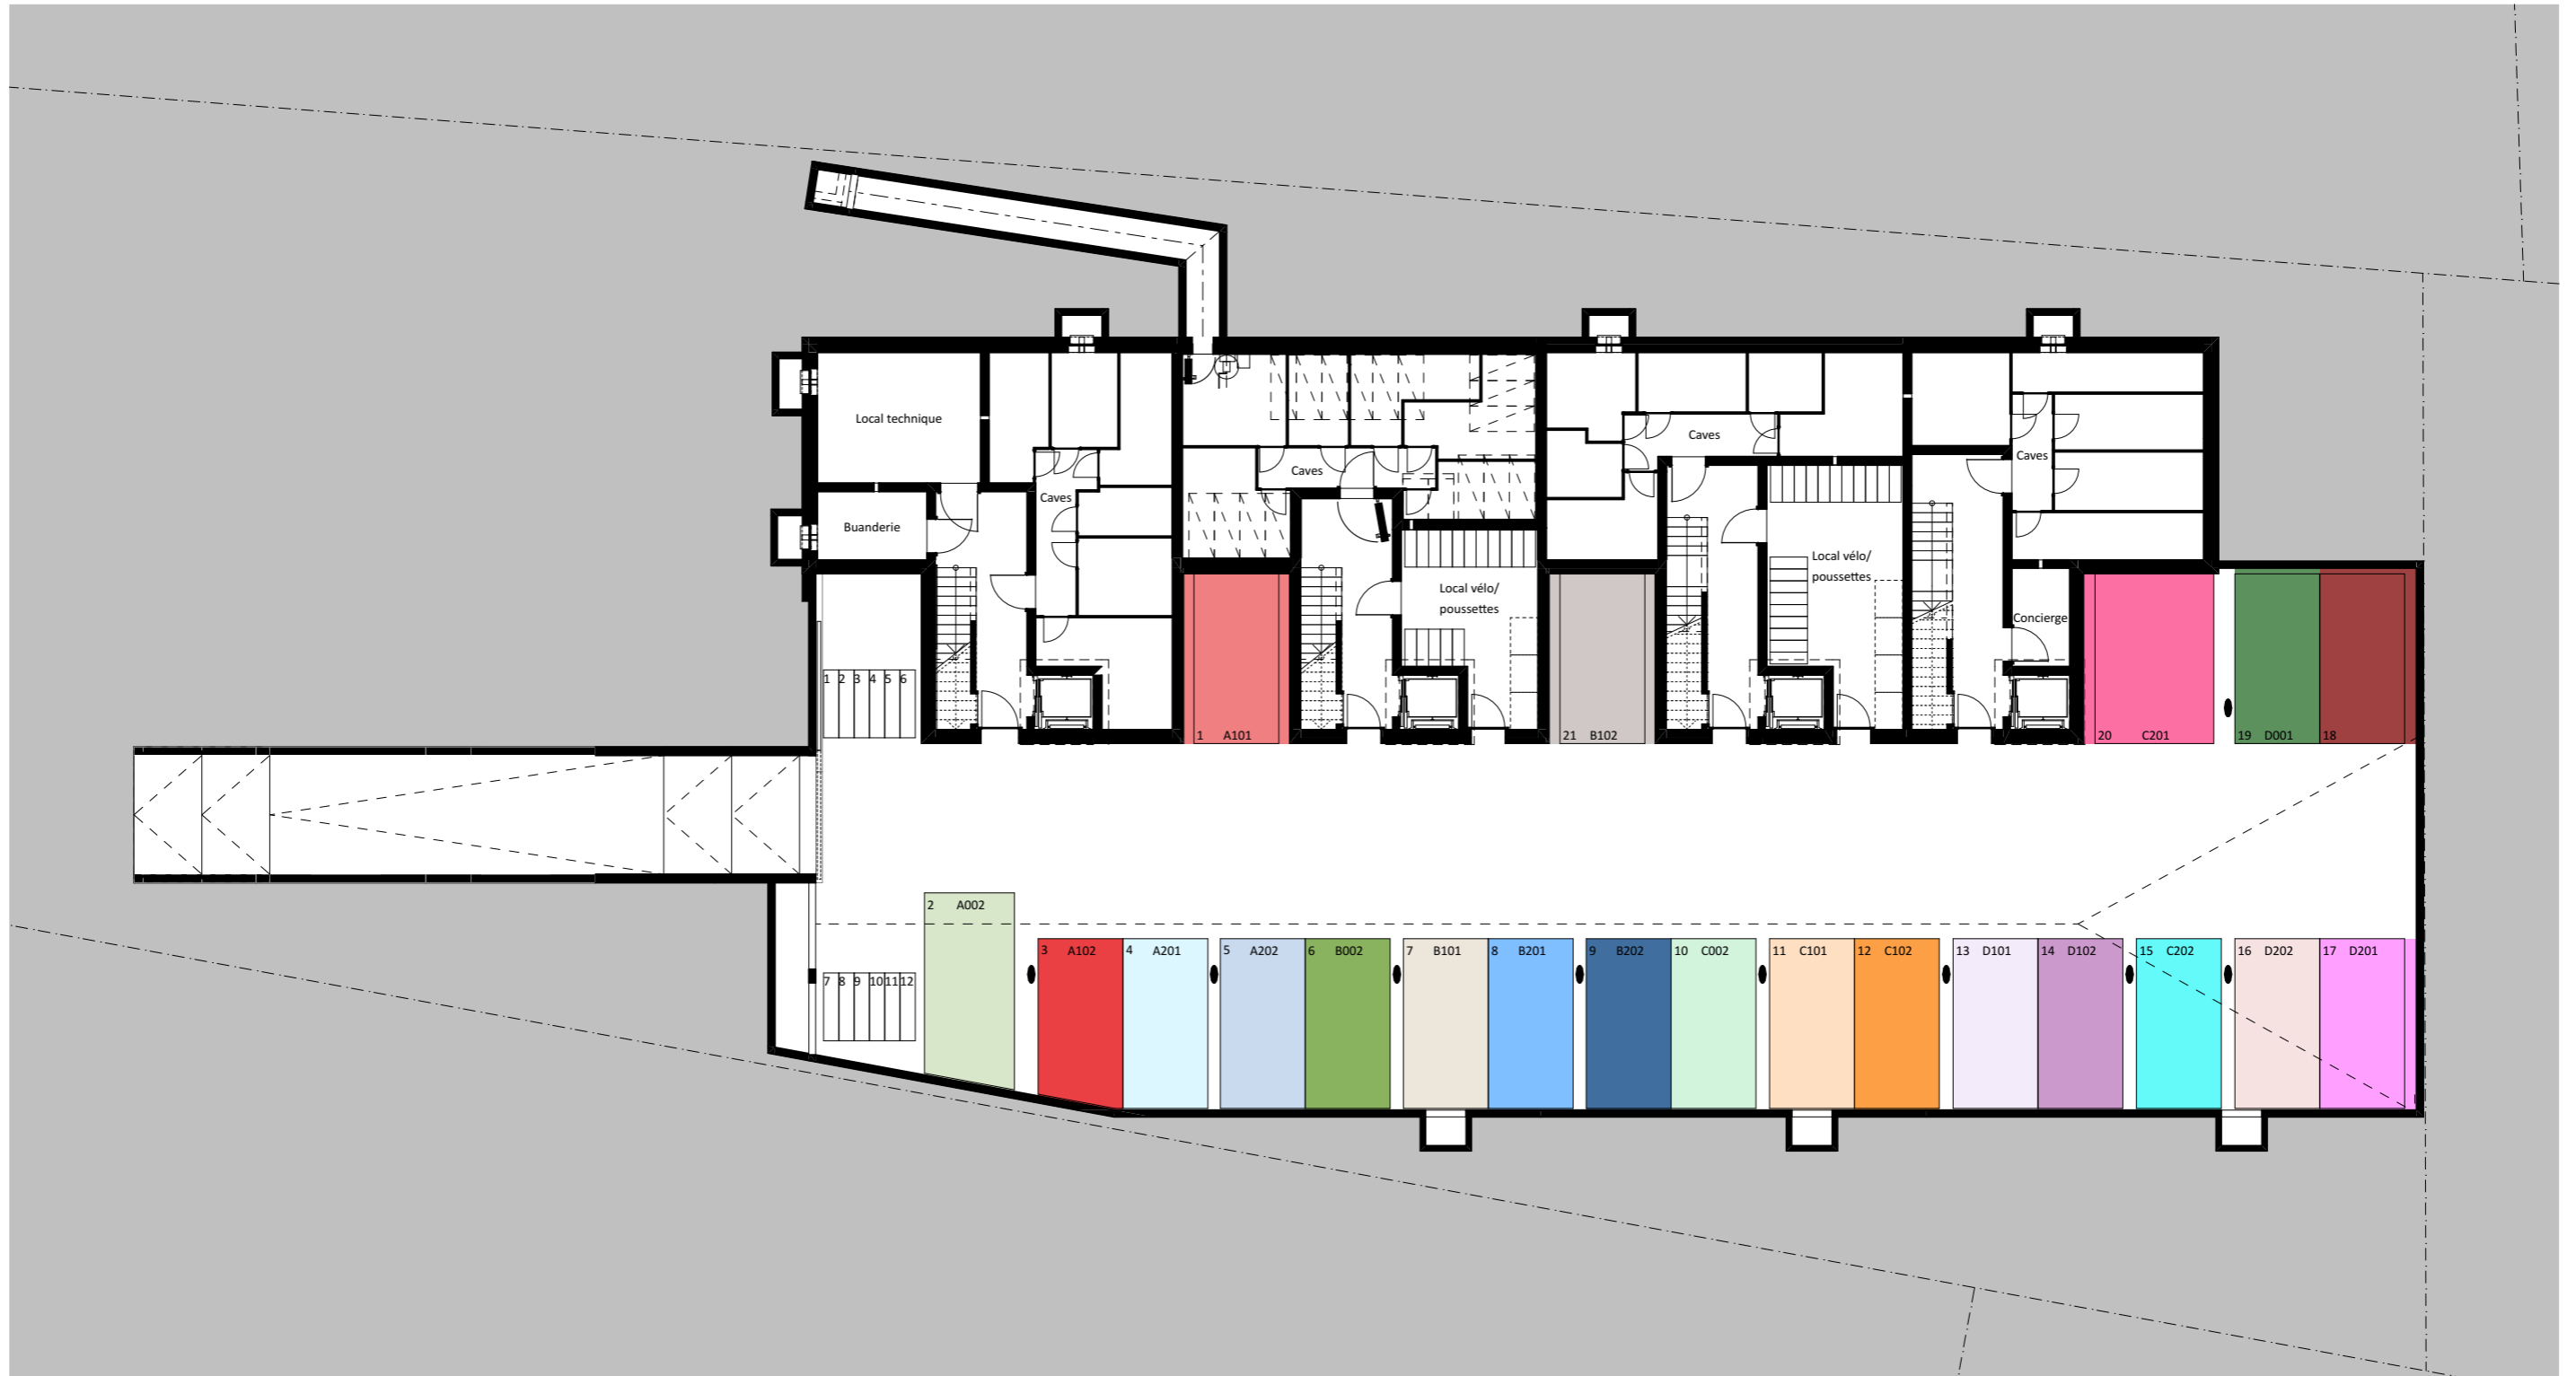 Local technique
Caves
Caves
Caves
Caves
Buanderie
Local vélo/
poussettes
Local vélo/
poussettes
Concierge
1 2 3 4 5 6
1 A101
21 B102
20 C201
19 D001
18
2 A002
3 A102
4 A201
5 A202
6 B002
7 B101
8 B201
9 B202
10 C002
11 C101
12 C102
13 D101
14 D102
15 C202
16 D202
17 D201
7 8 9 10 11 12